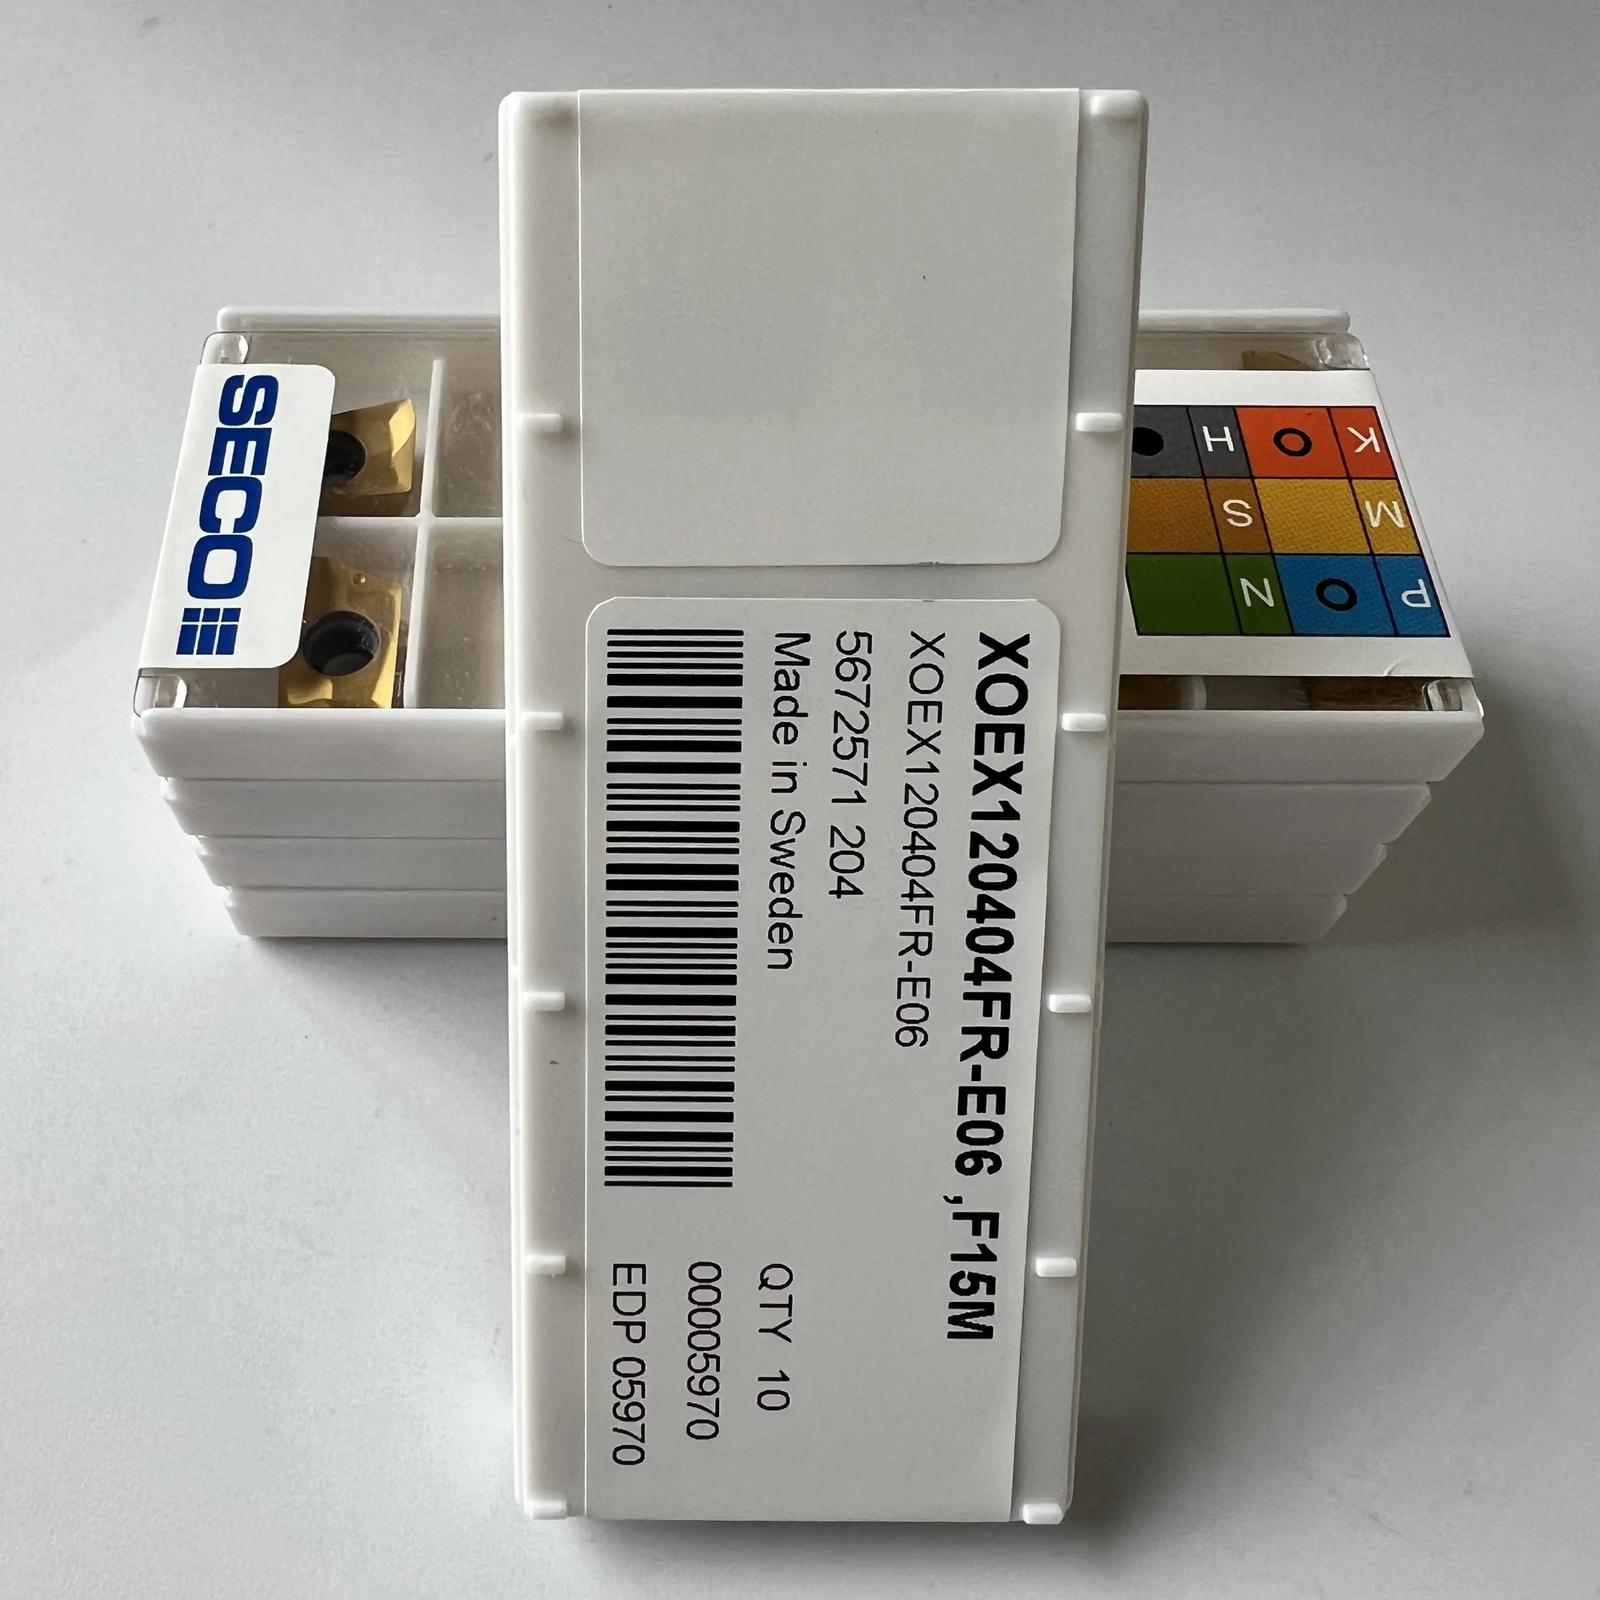 SECO
K O H
M S
P O N
XOEX120404FR-E06 ,F15M
XOEX120404FR-E06
5672571 204
Made in Sweden
QTY 10
00005970
EDP 05970